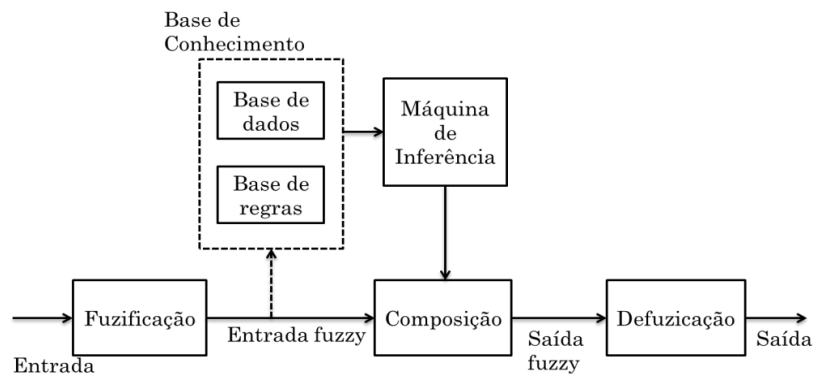 Base de
Conhecimento
Base de
dados
Base de
regras
Máquina
de
Inferência
Fuzificação
Composição
Defuzicação
Entrada
Entrada fuzzy
Saída
fuzzy
Saída